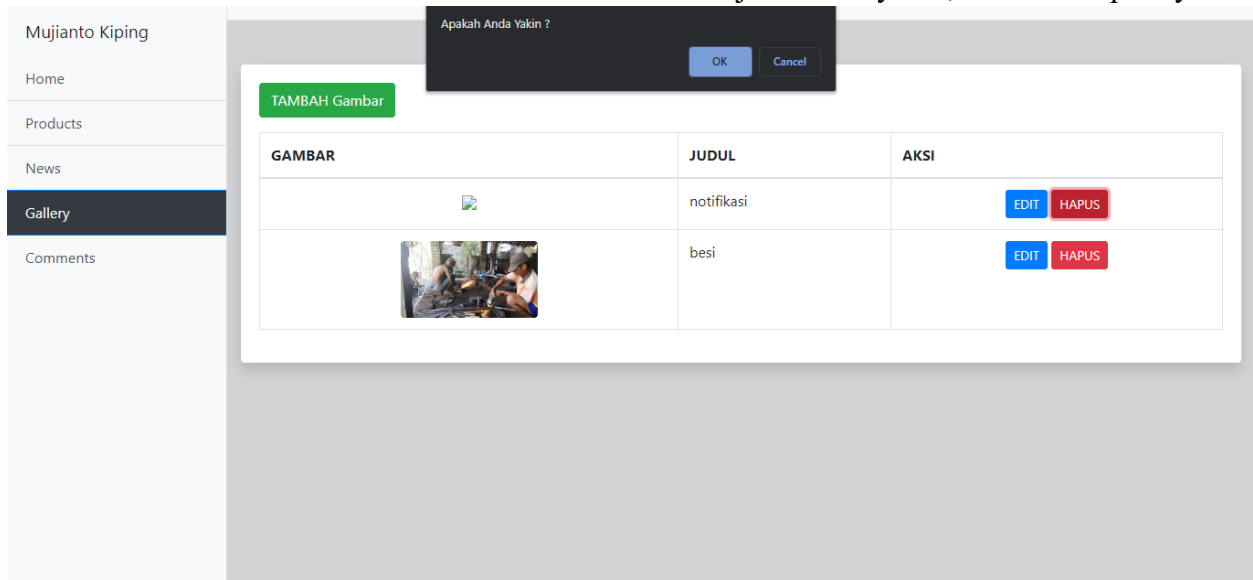 Mujianto Kiping
Apakah Anda Yakin ?
OK Cancel
Home
Products
News
Gallery
Comments
TAMBAH Gambar
GAMBAR JUDUL AKSI
notifikasi EDIT HAPUS
besi EDIT HAPUS